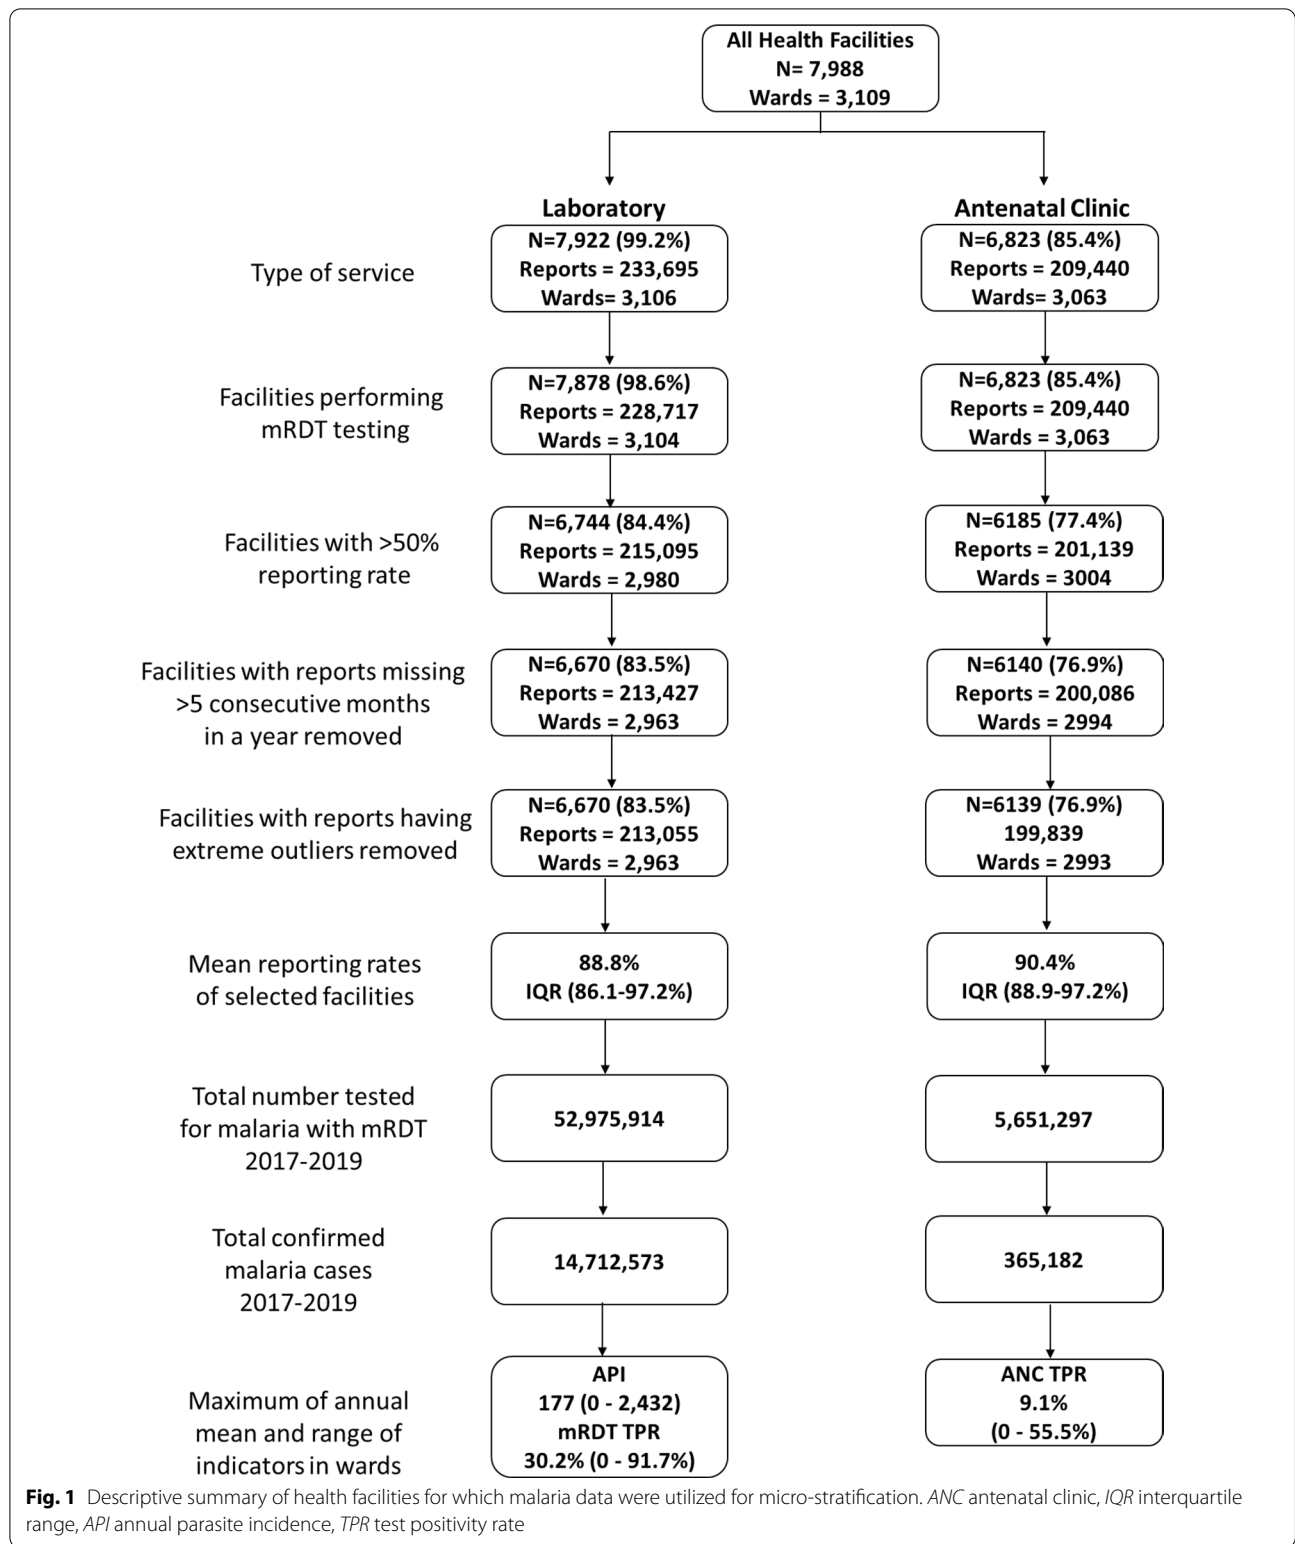 All Health Facilities
N= 7,988
Wards = 3,109
Laboratory
Antenatal Clinic
Type of service
N=7,922 (99.2%)
Reports = 233,695
Wards= 3,106
N=6,823 (85.4%)
Reports = 209,440
Wards= 3,063
Facilities performing
mRDT testing
N=7,878 (98.6%)
Reports = 228,717
Wards = 3,104
N=6,823 (85.4%)
Reports = 209,440
Wards = 3,063
Facilities with >50%
reporting rate
N=6,744 (84.4%)
Reports = 215,095
Wards = 2,980
N=6185 (77.4%)
Reports = 201,139
Wards = 3004
Facilities with reports missing
>5 consecutive months
in a year removed
N=6,670 (83.5%)
Reports = 213,427
Wards = 2,963
N=6140 (76.9%)
Reports = 200,086
Wards = 2994
Facilities with reports having
extreme outliers removed
N=6,670 (83.5%)
Reports = 213,055
Wards = 2,963
N=6139 (76.9%)
199,839
Wards = 2993
Mean reporting rates
of selected facilities
88.8%
IQR (86.1-97.2%)
90.4%
IQR (88.9-97.2%)
Total number tested
for malaria with mRDT
2017-2019
52,975,914
5,651,297
Total confirmed
malaria cases
2017-2019
14,712,573
365,182
Maximum of annual
mean and range of
indicators in wards
API
177 (0 - 2,432)
mRDT TPR
30.2% (0 - 91.7%)
ANC TPR
9.1%
(0 - 55.5%)
Fig. 1 Descriptive summary of health facilities for which malaria data were utilized for micro-stratification. ANC antenatal clinic, IQR interquartile
range, API annual parasite incidence, TPR test positivity rate